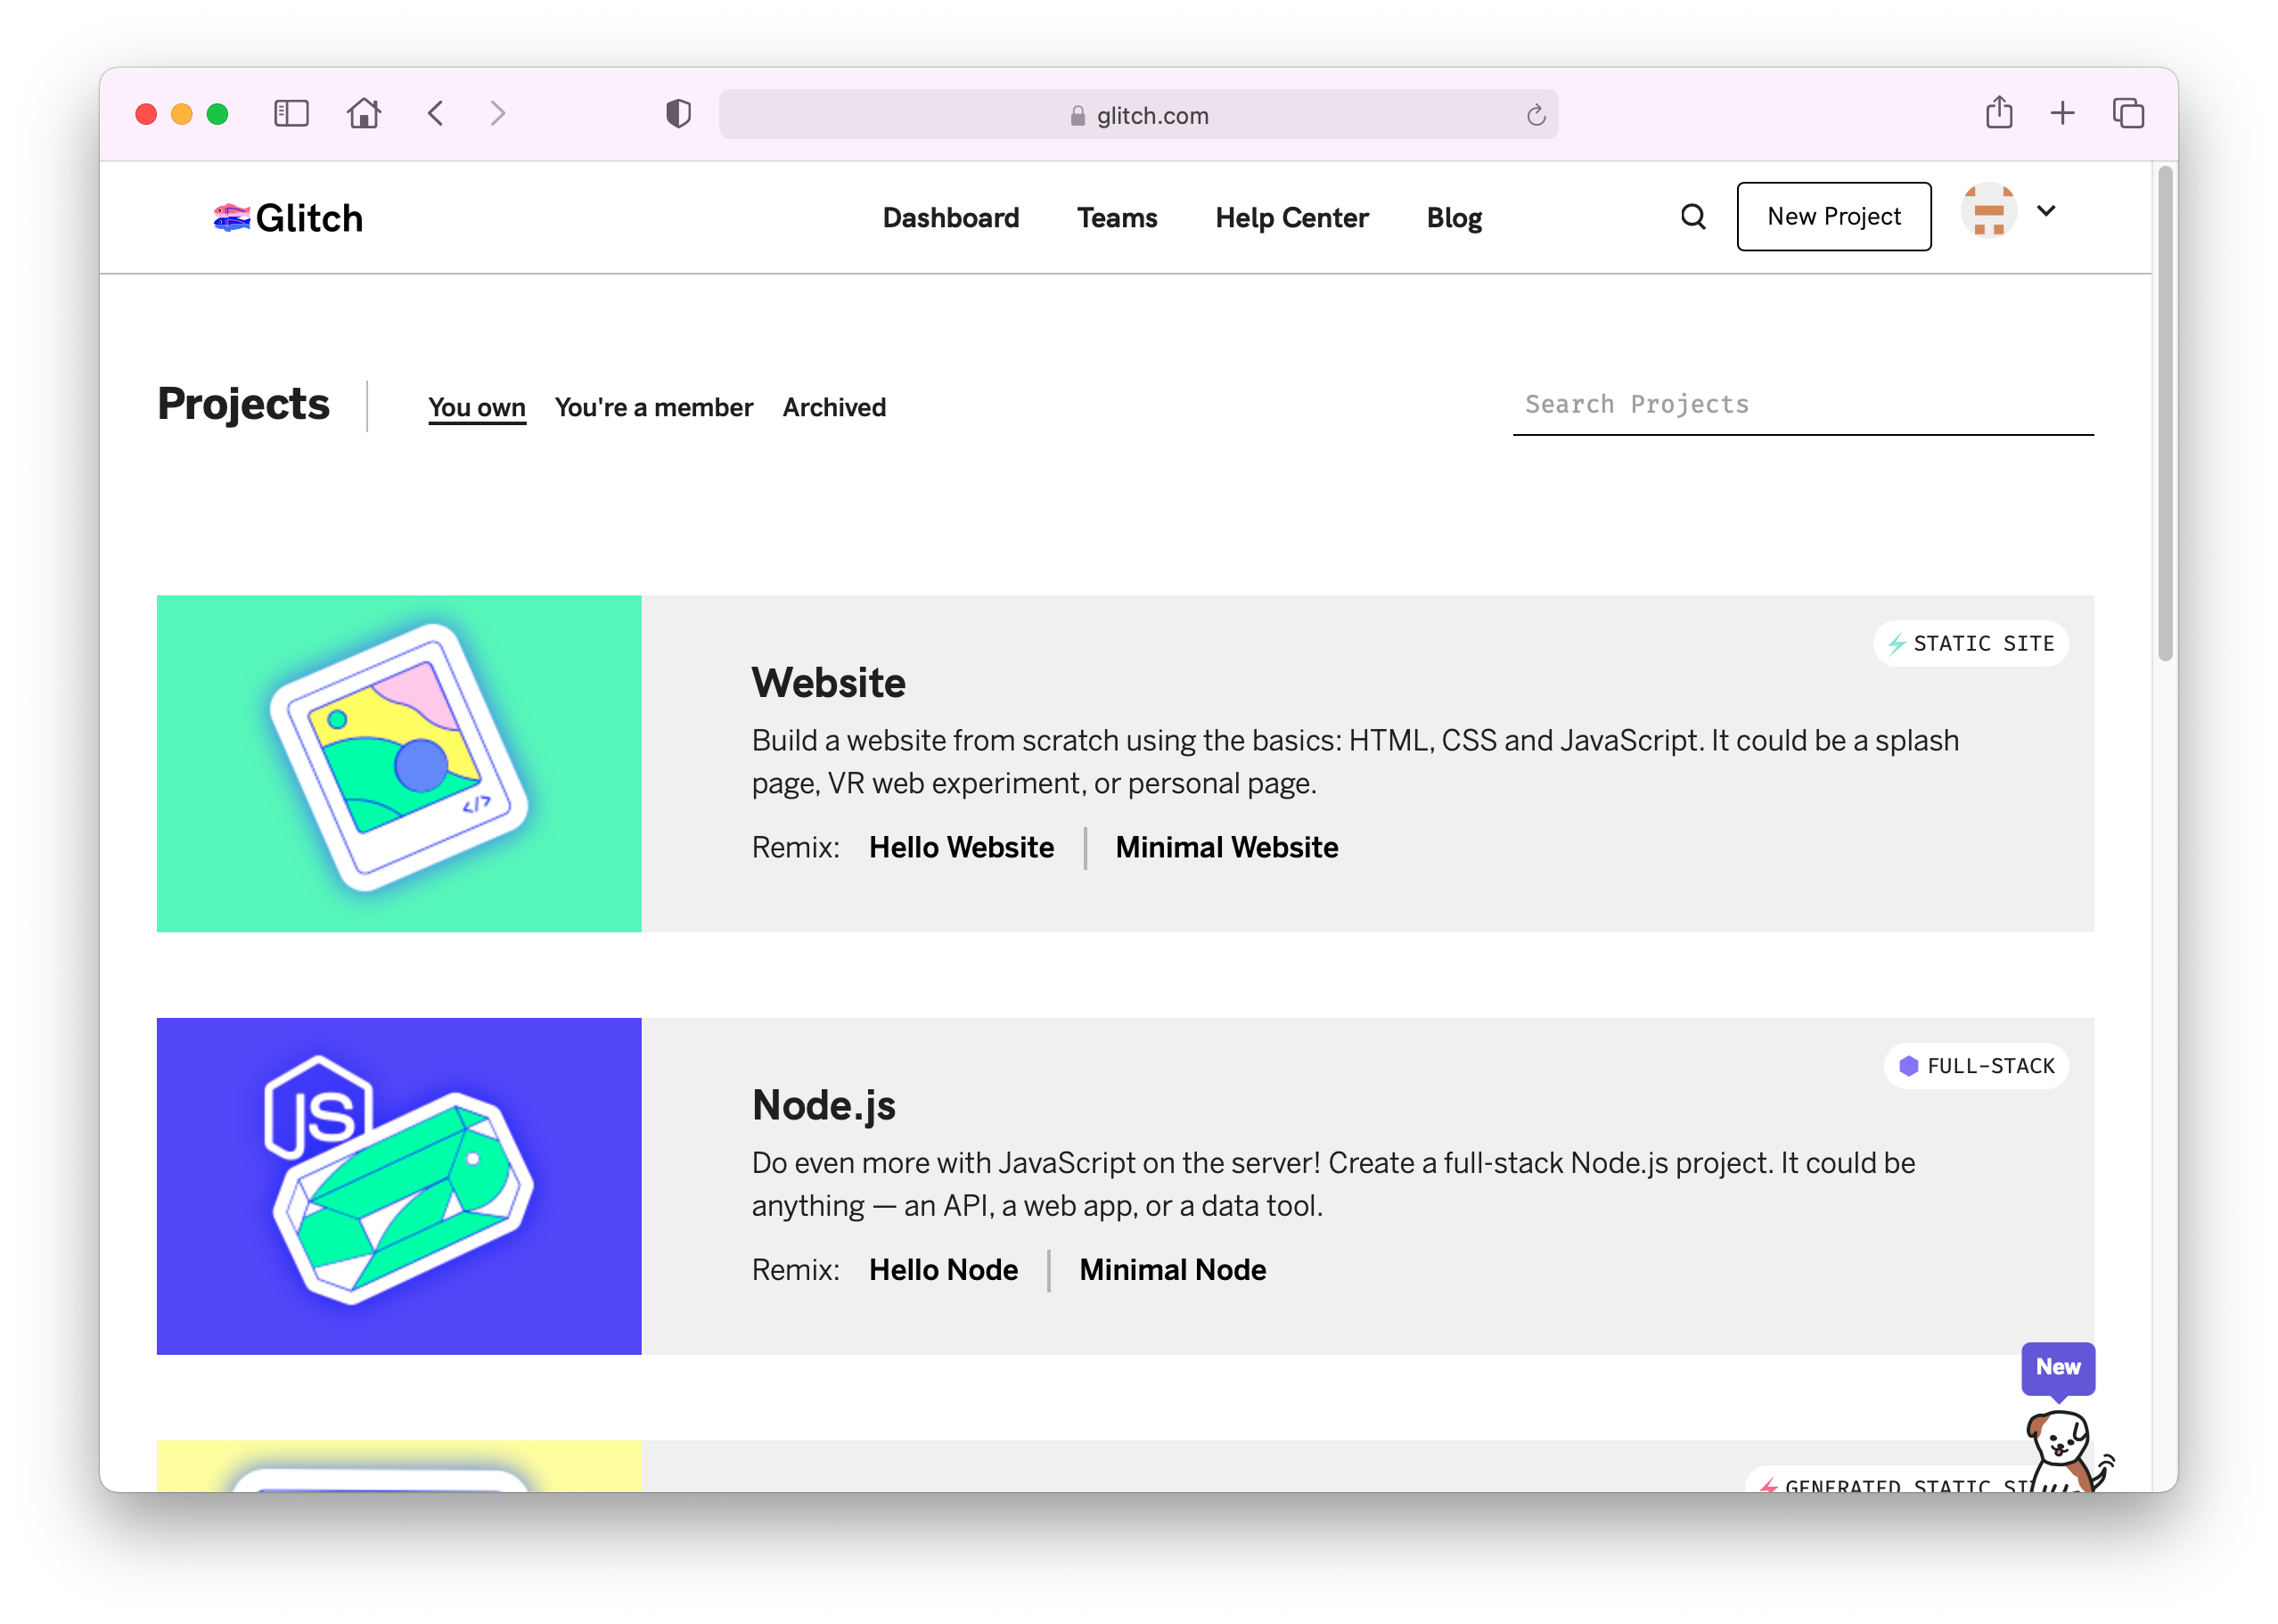 glitch.com
Glitch
Dashboard Teams Help Center Blog
New Project
Projects
You own You're a member Archived
Search Projects
STATIC SITE
Website
Build a website from scratch using the basics: HTML, CSS and JavaScript. It could be a splash
page, VR web experiment, or personal page.
Remix: Hello Website Minimal Website
</>
JS
FULL-STACK
Node.js
Do even more with JavaScript on the server! Create a full-stack Node.js project. It could be
anything — an API, a web app, or a data tool.
Remix: Hello Node Minimal Node
New
GENERATED STATIC